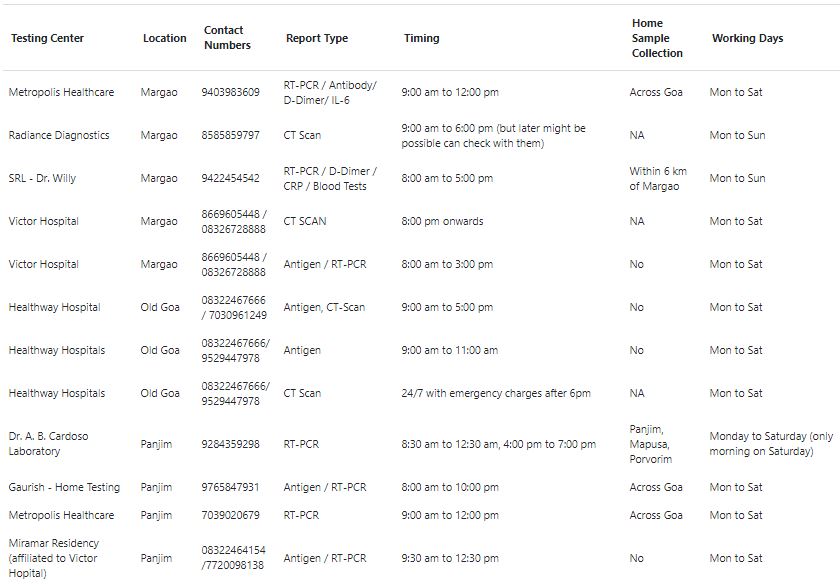 Testing Center Location Contact Numbers Report Type Timing Home Sample Collection Working Days
Metropolis Healthcare Margao 9403983609 RT-PCR / Antibody/ D-Dimer/ IL-6 9:00 am to 12:00 pm Across Goa Mon to Sat
Radiance Diagnostics Margao 8585859797 CT Scan 9:00 am to 6:00 pm (but later might be possible can check with them) NA Mon to Sun
SRL - Dr. Willy Margao 9422454542 RT-PCR / D-Dimer / CRP / Blood Tests 8:00 am to 5:00 pm Within 6 km of Margao Mon to Sun
Victor Hospital Margao 8669605448 / 08326728888 CT SCAN 8:00 pm onwards NA Mon to Sat
Victor Hospital Margao 8669605448 / 08326728888 Antigen / RT-PCR 8:00 am to 3:00 pm No Mon to Sat
Healthway Hospital Old Goa 08322467666 / 7030961249 Antigen, CT-Scan 9:00 am to 5:00 pm No Mon to Sat
Healthway Hospitals Old Goa 08322467666/ 9529447978 Antigen 9:00 am to 11:00 am No Mon to Sat
Healthway Hospitals Old Goa 08322467666/ 9529447978 CT Scan 24/7 with emergency charges after 6pm NA Mon to Sat
Dr. A. B. Cardoso Laboratory Panjim 9284359298 RT-PCR 8:30 am to 12:30 am, 4:00 pm to 7:00 pm Panjim, Mapusa, Porvorim Monday to Saturday (only morning on Saturday)
Gaurish - Home Testing Panjim 9765847931 Antigen / RT-PCR 8:00 am to 10:00 pm Across Goa Mon to Sat
Metropolis Healthcare Panjim 7039020679 RT-PCR 9:00 am to 12:00 pm Across Goa Mon to Sat
Miramar Residency (affiliated to Victor Hopital) Panjim 08322464154 /7720098138 Antigen / RT-PCR 9:30 am to 12:30 pm No Mon to Sat